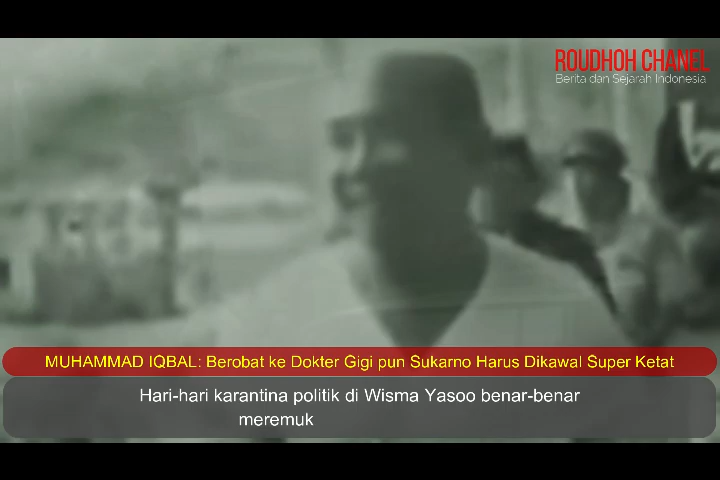 ROUDHOH CHANEL
Berita dan Sejarah Indonesia
MUHAMMAD IQBAL: Berobat ke Dokter Gigi pun Sukarno Harus Dikawal Super Ketat
Hari-hari karantina politik di Wisma Yasoo benar-benar
meremuk